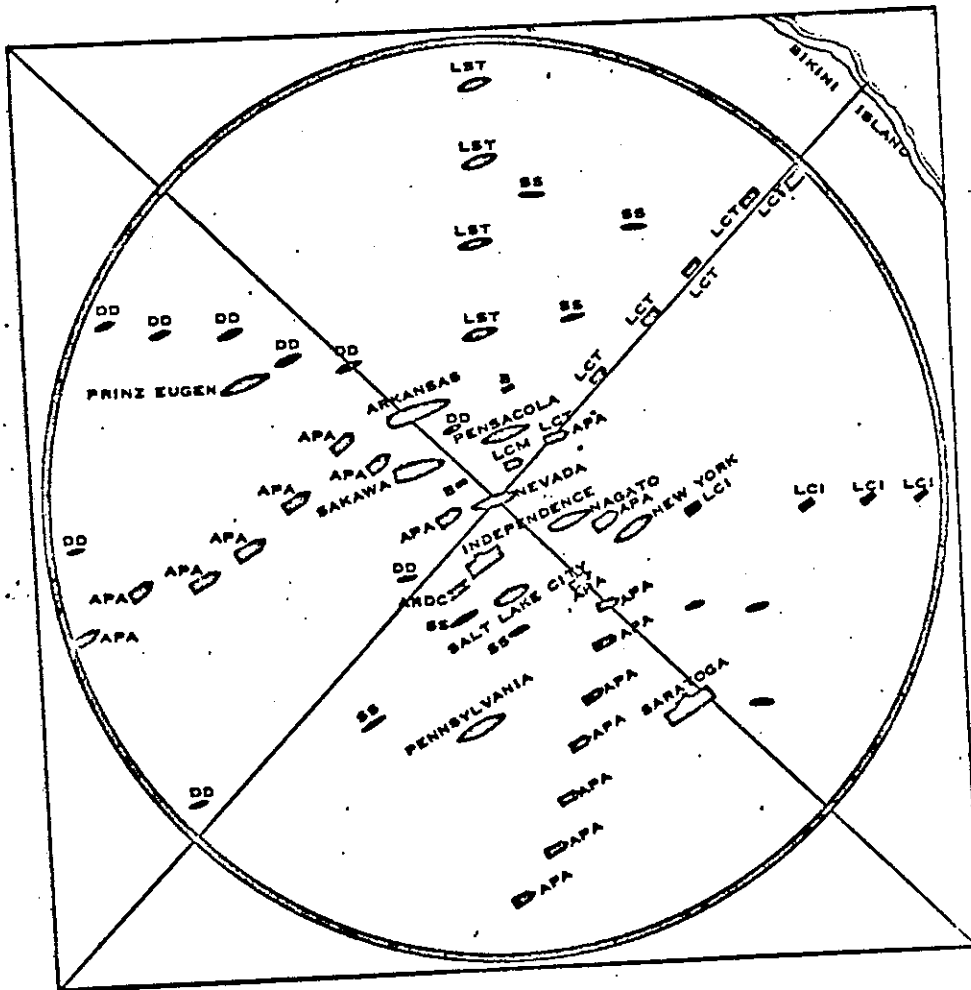 LST
BIKINI
ISLAND
LST
SS
LCT
LCT
SS
LST
LCT
DD
DD
DD
SS
LCT
LST
DD
DD
PRINZ EUGEN
LCT
ARKANSAS
DD
PENSACOLA
LCT
APA
APA
LCM
APA
SAKAWA
NEVADA
APA
INDEPENDENCE
NAGATO
APA
NEW YORK
LCI
LCI
LCI
LCI
APA
APA
DD
APA
APA
DD
ARDC
SALT LAKE CITY
APA
SS
SS
APA
APA
APA
SARATOGA
SS
PENNSYLVANIA
APA
APA
DD
APA
APA